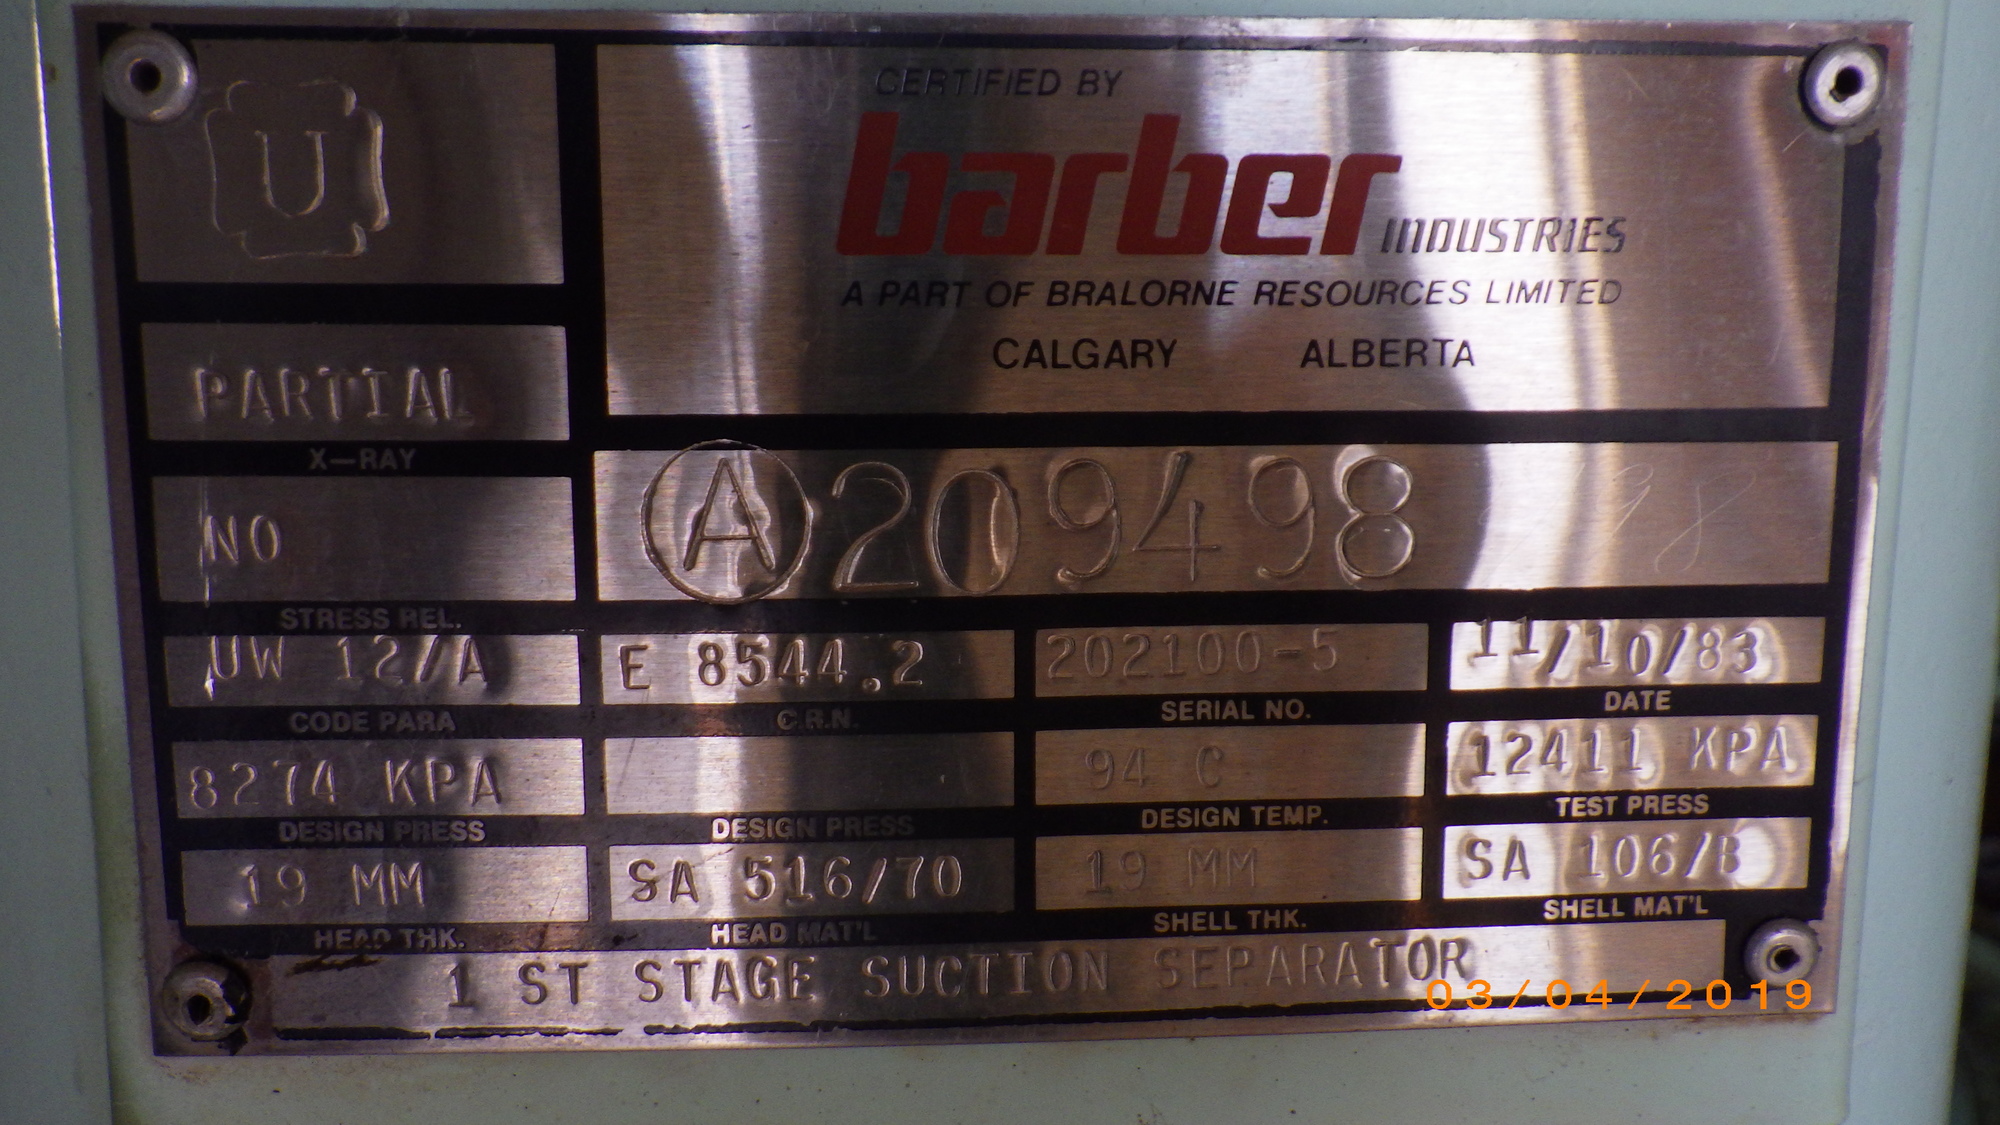 U
CERTIFIED BY
barber INDUSTRIES
A PART OF BRALORNE RESOURCES LIMITED
CALGARY ALBERTA
PARTIAL
X-RAY
A 209498
98
NO
STRESS REL.
UW 12/A
CODE PARA
E 8544.2
C.R.N.
202100-5
SERIAL NO.
11/10/83
DATE
8274 KPA
DESIGN PRESS
DESIGN PRESS
94 C
DESIGN TEMP.
12411 KPA
TEST PRESS
19 MM
HEAD THK.
SA 516/70
HEAD MAT'L
19 MM
SHELL THK.
SA 106/B
SHELL MAT'L
1 ST STAGE SUCTION SEPARATOR
03/04/2019